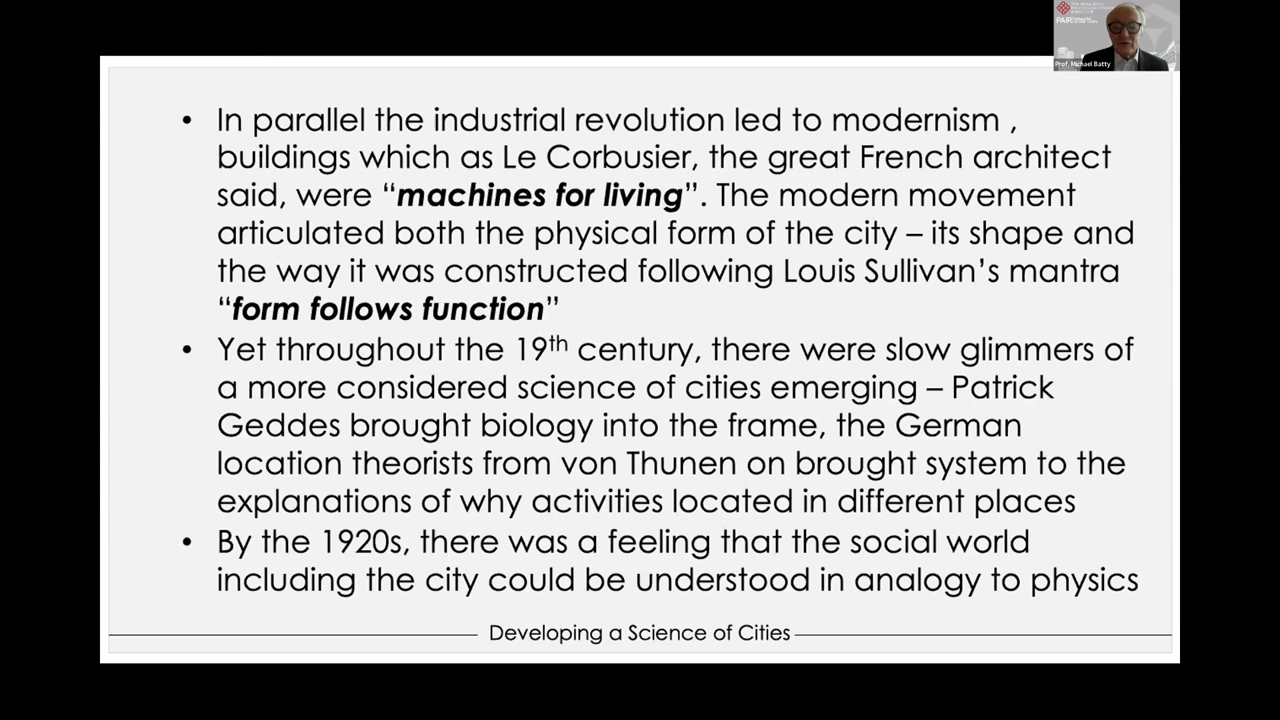 PAIR
Prof. Michael Batty
• In parallel the industrial revolution led to modernism ,
buildings which as Le Corbusier, the great French architect
said, were “machines for living”. The modern movement
articulated both the physical form of the city – its shape and
the way it was constructed following Louis Sullivan’s mantra
“form follows function”
• Yet throughout the 19th century, there were slow glimmers of
a more considered science of cities emerging – Patrick
Geddes brought biology into the frame, the German
location theorists from von Thunen on brought system to the
explanations of why activities located in different places
• By the 1920s, there was a feeling that the social world
including the city could be understood in analogy to physics
Developing a Science of Cities